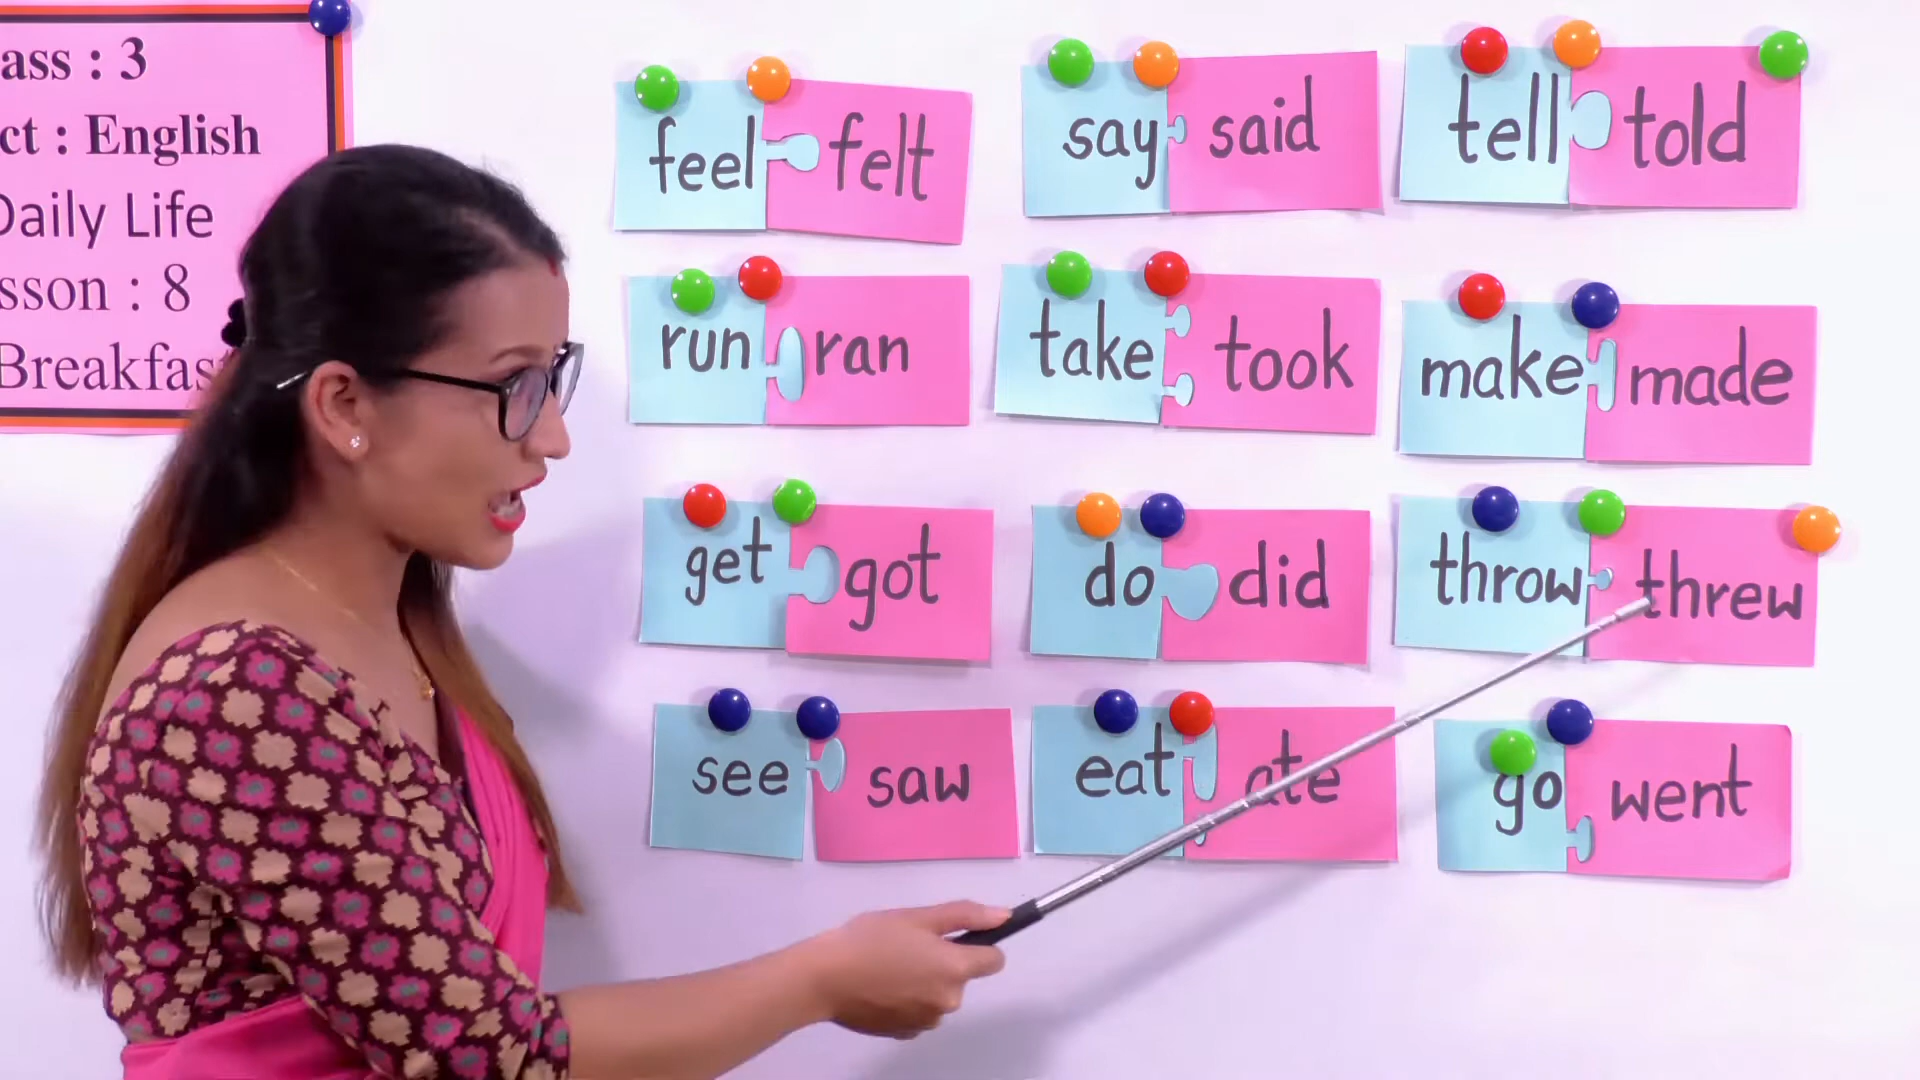 ass : 3
ct : English
Daily Life
sson : 8
Breakfas
feel felt
say said
tell told
run ran
take took
make made
get got
do did
throw threw
see saw
eat ate
go went